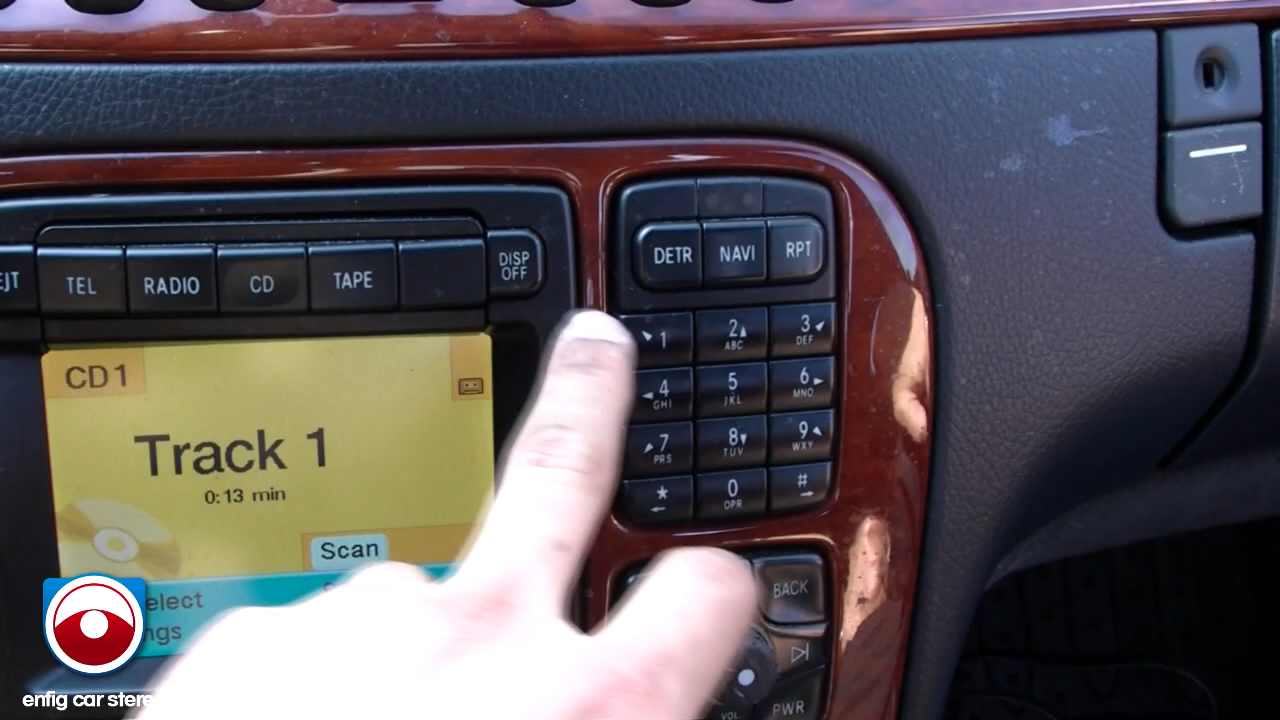 EJT TEL RADIO CD TAPE DISP OFF
DETR NAVI RPT
1 2 ABC 3 DEF
4 GHI 5 JKL 6 MNO
7 PRS 8 TUV 9 WXY
* 0 OPR #
CD 1
Track 1
0:13 min
Scan
elect
ngs
BACK
VOL
PWR
enfig car stere